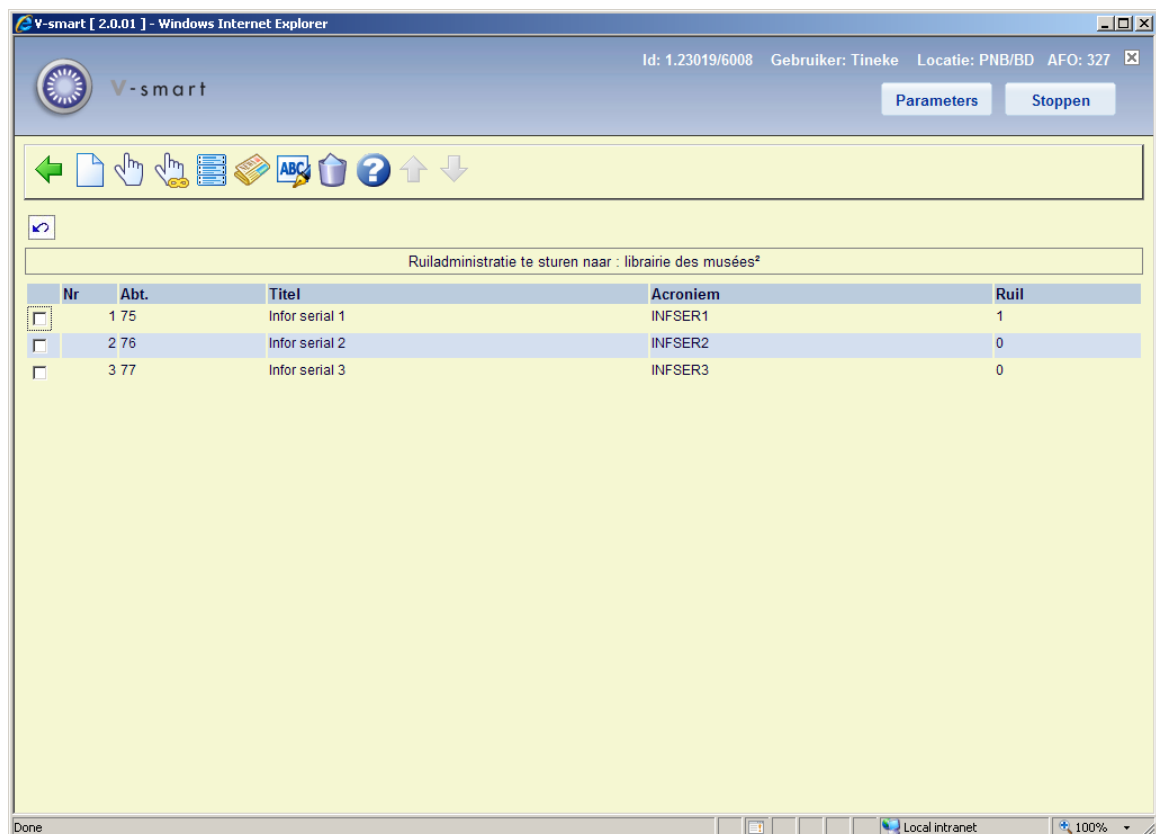 V-smart [ 2.0.01 ] - Windows Internet Explorer
Id: 1.23019/6008 Gebruiker: Tineke Locatie: PNB/BD AFO: 327
V-smart
Parameters Stoppen
ABC ?
Ruiladministratie te sturen naar : librairie des musées²
Nr Abt. Titel Acroniem Ruil
1 75 Infor serial 1 INFSER1 1
2 76 Infor serial 2 INFSER2 0
3 77 Infor serial 3 INFSER3 0
Done Local intranet 100%